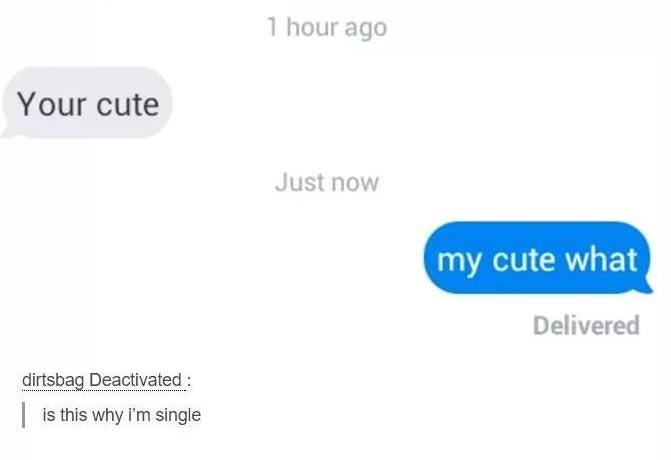 1 hour ago
Your cute
Just now
my cute what
Delivered
dirtsbag Deactivated :
is this why i'm single